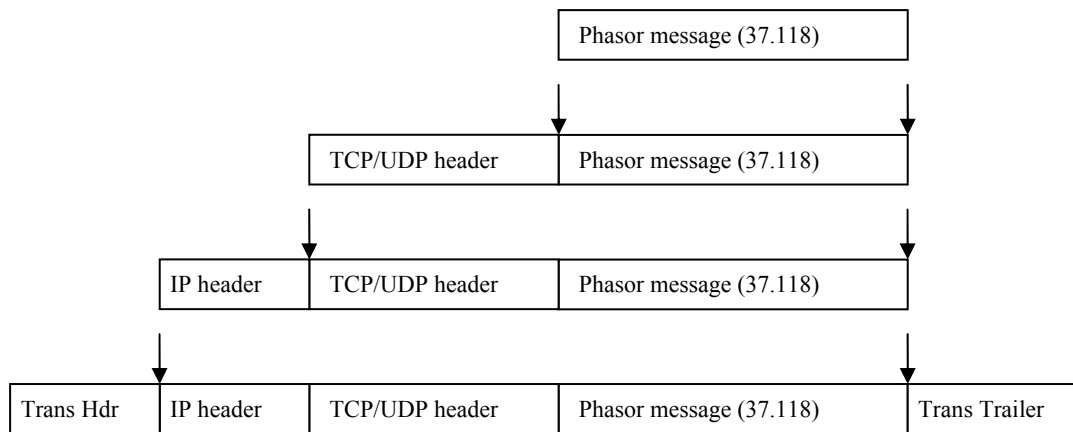 Phasor message (37.118)
TCP/UDP header Phasor message (37.118)
IP header TCP/UDP header Phasor message (37.118)
Trans Hdr IP header TCP/UDP header Phasor message (37.118) Trans Trailer